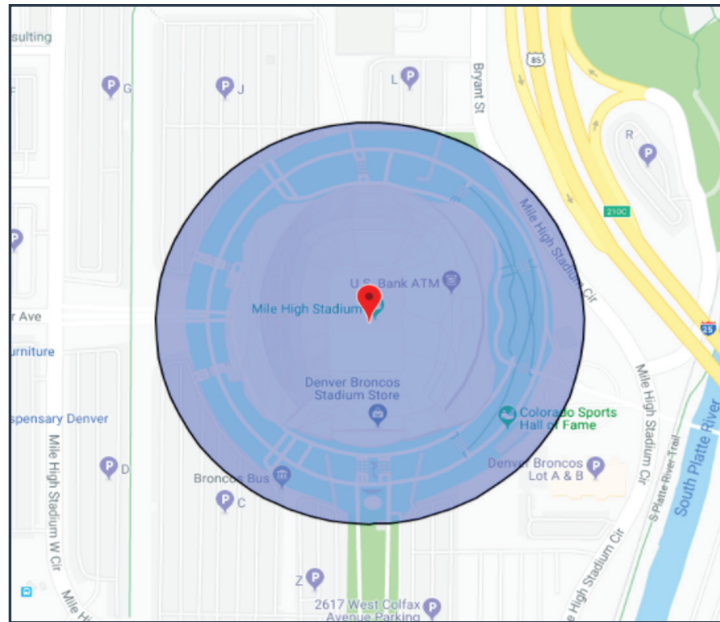 sulting
G
J
L
85
Bryant St
R
210C
Mile High Stadium Cir
U.S. Bank ATM
Mile High Stadium
r Ave
25
urniture
Denver Broncos
Stadium Store
spensary Denver
Colorado Sports
Hall of Fame
Mile High Stadium Cir
Mile High Stadium W Cir
D
Broncos Bus
C
Denver Broncos
Lot A & B
S Platte River Trail
South Platte River
Z
2617 West Colfax
Avenue Parking
e High Stadium Cir
Mile Hi